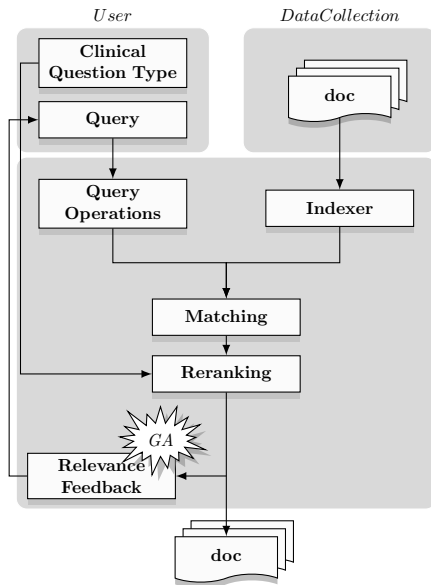 User
DataCollection
Clinical
Question Type
doc
Query
Query
Operations
Indexer
Matching
Reranking
GA
Relevance
Feedback
doc